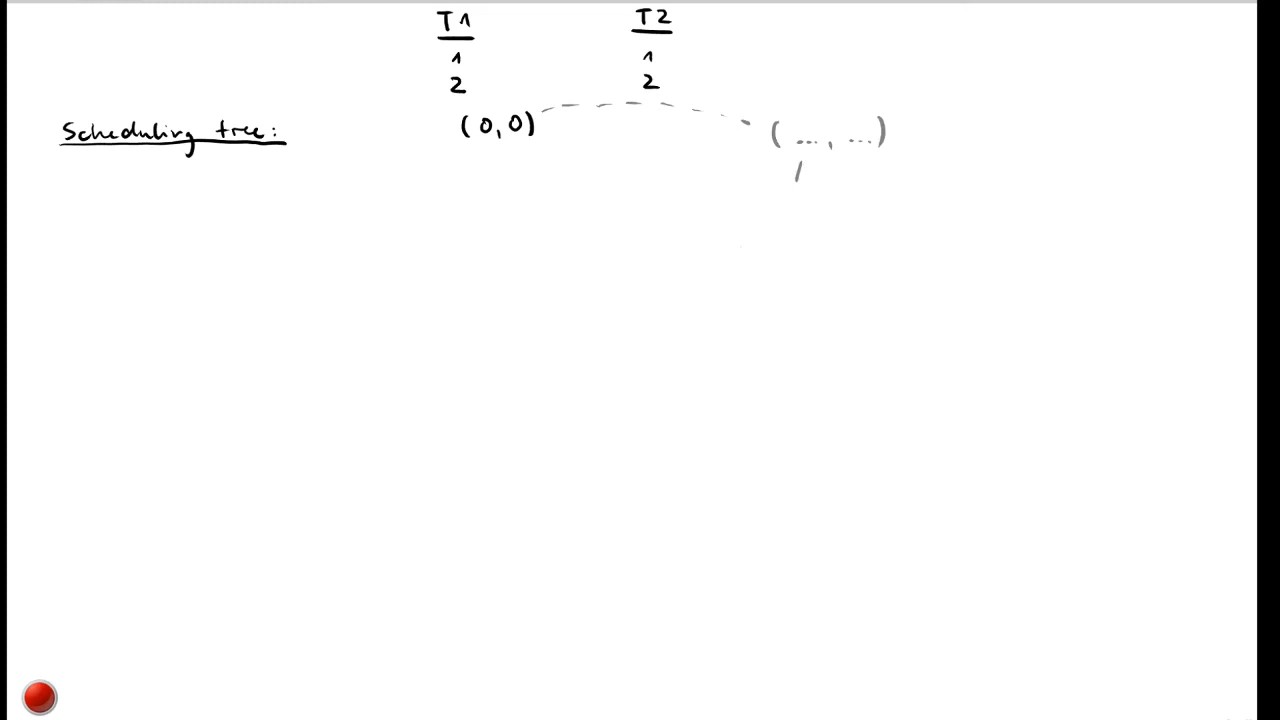 T1 T2
1 1
2 2
Scheduling tree: (0,0) (...,...)